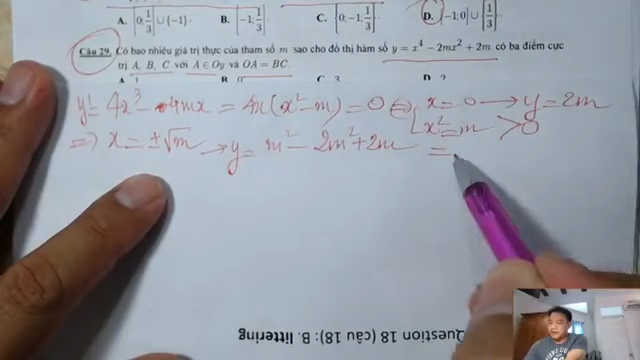 A. [0; 1/3] ∪ {-1}. B. [-1; 1/3]. C. {0; -1; 1/3}. D. [-1; 0] ∪ {1/3}.
Câu 29. Có bao nhiêu giá trị thực của tham số m sao cho đồ thị hàm số y = x⁴ − 2mx² + 2m có ba điểm cực
trị A, B, C với A ∈ Oy và OA = BC
y' = 4x³ - 4mx = 4x(x² - m) = 0 ⇔ [x = 0 → y = 2m
x² = m > 0
=> x = ±√m → y = m² - 2m² + 2m =
Question 18 (câu 18): B. littering